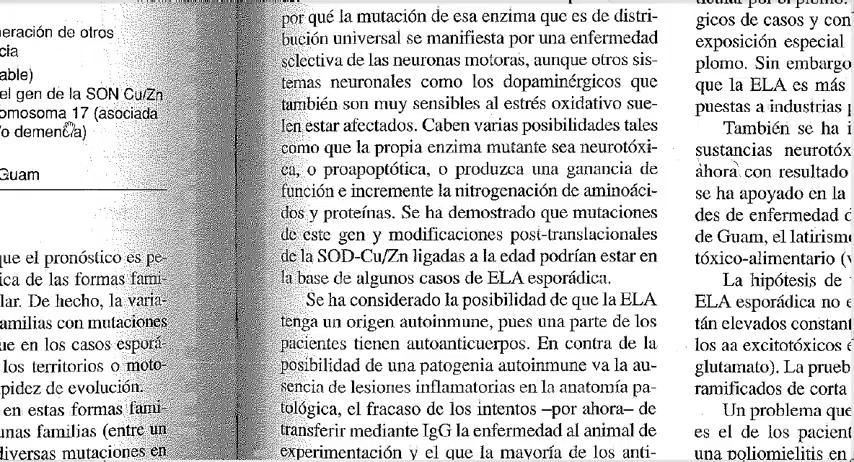 eración de otros
cia
able)
el gen de la SON Cu/Zn
omosoma 17 (asociada
/o demencia)
Guam
que el pronóstico es pe-
ica de las formas fami-
lar. De hecho, la varia-
amilias con mutaciones
ue en los casos esporá-
los territorios o moto-
pidez de evolución.
en estas formas fami-
unas familias (entre un
diversas mutaciones en
por qué la mutación de esa enzima que es de distri-
bución universal se manifiesta por una enfermedad
selectiva de las neuronas motoras, aunque otros sis-
temas neuronales como los dopaminérgicos que
también son muy sensibles al estrés oxidativo sue-
len estar afectados. Caben varias posibilidades tales
como que la propia enzima mutante sea neurotóxi-
ca, o proapoptótica, o produzca una ganancia de
función e incremente la nitrogenación de aminoáci-
dos y proteínas. Se ha demostrado que mutaciones
de este gen y modificaciones post-translacionales
de la SOD-Cu/Zn ligadas a la edad podrían estar en
la base de algunos casos de ELA esporádica.
Se ha considerado la posibilidad de que la ELA
tenga un origen autoinmune, pues una parte de los
pacientes tienen autoanticuerpos. En contra de la
posibilidad de una patogenia autoinmune va la au-
sencia de lesiones inflamatorias en la anatomía pa-
tológica, el fracaso de los intentos –por ahora– de
transferir mediante IgG la enfermedad al animal de
experimentación y el que la mayoría de los anti-
gicos de casos y con
exposición especial
plomo. Sin embargo
que la ELA es más
puestas a industrias
También se ha
sustancias neurotóx
ahora con resultado
se ha apoyado en la
des de enfermedad d
de Guam, el latirism
tóxico-alimentario (
La hipótesis de
ELA esporádica no e
tán elevados constant
los aa excitotóxicos
glutamato). La prueb
ramificados de corta
Un problema que
es el de los pacient
una poliomielitis en